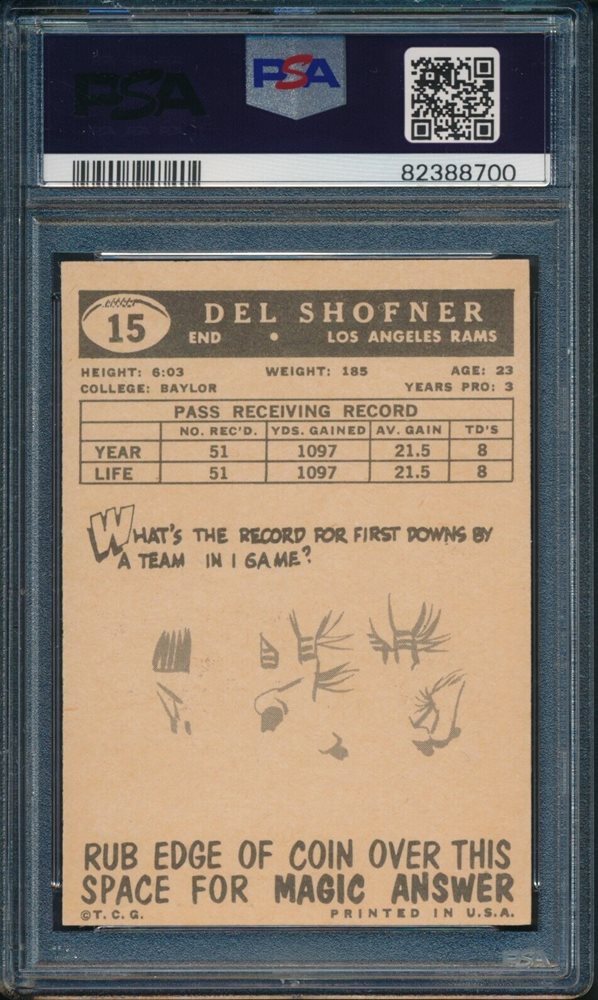 PSA PSA
82388700
15 DEL SHOFNER
END • LOS ANGELES RAMS
HEIGHT: 6:03 WEIGHT: 185 AGE: 23
COLLEGE: BAYLOR YEARS PRO: 3
PASS RECEIVING RECORD
NO. REC'D. YDS. GAINED AV. GAIN TD'S
YEAR 51 1097 21.5 8
LIFE 51 1097 21.5 8
WHAT'S THE RECORD FOR FIRST DOWNS BY
A TEAM IN 1 GAME?
RUB EDGE OF COIN OVER THIS
SPACE FOR MAGIC ANSWER
©T.C.G. PRINTED IN U.S.A.
PSA